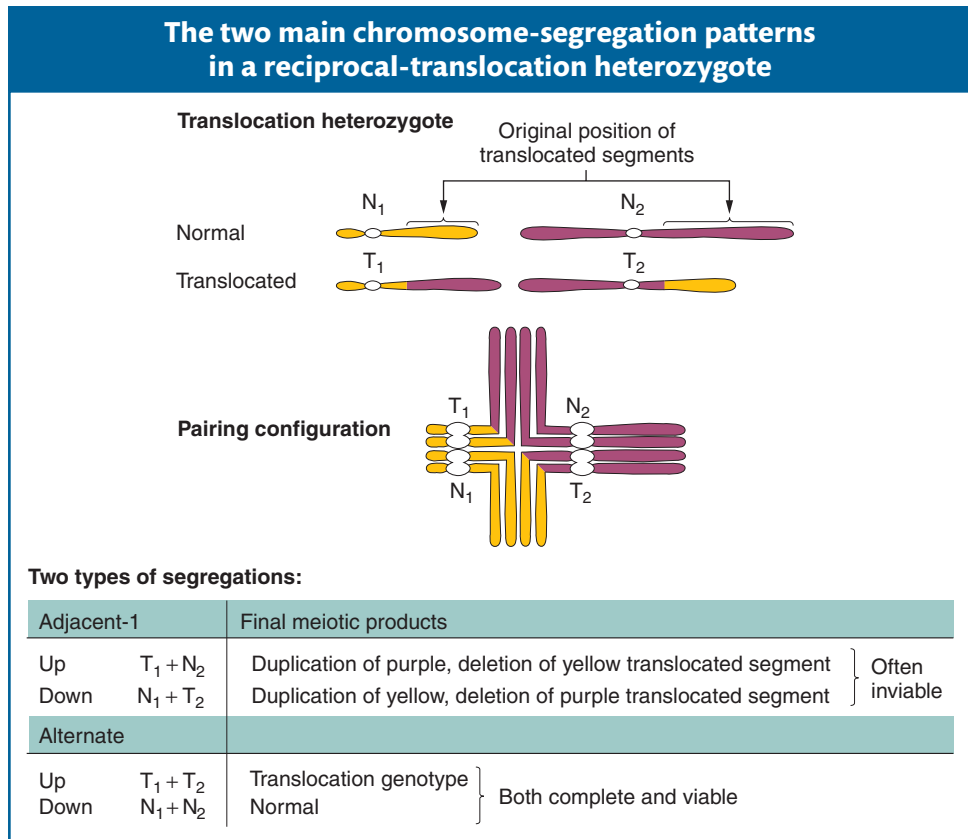 The two main chromosome-segregation patterns
in a reciprocal-translocation heterozygote
Translocation heterozygote
Original position of
translocated segments
N₁ N₂
Normal
T₁ T₂
Translocated
T₁ N₂
Pairing configuration
N₁ T₂
Two types of segregations:
Adjacent-1 Final meiotic products
Up T₁ + N₂ Duplication of purple, deletion of yellow translocated segment
Down N₁ + T₂ Duplication of yellow, deletion of purple translocated segment
Often
inviable
Alternate
Up T₁ + T₂ Translocation genotype
Down N₁ + N₂ Normal
Both complete and viable